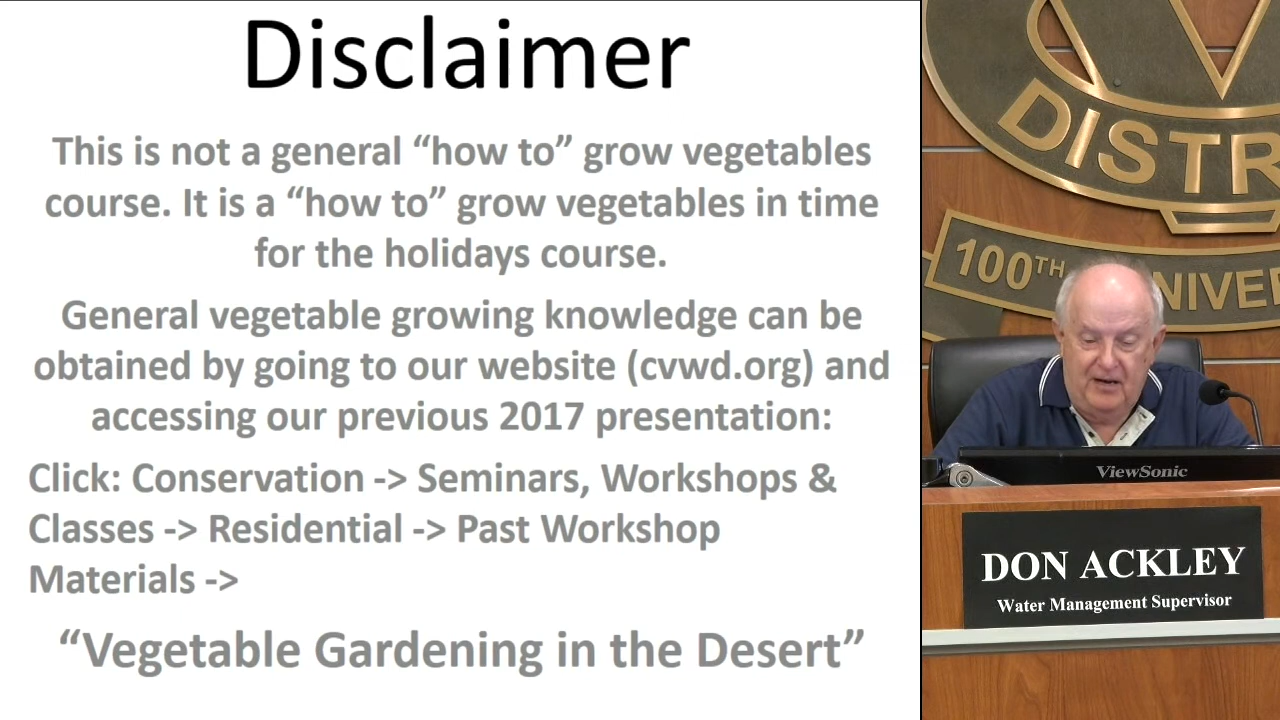 Disclaimer
This is not a general “how to” grow vegetables
course. It is a “how to” grow vegetables in time
for the holidays course.
General vegetable growing knowledge can be
obtained by going to our website (cvwd.org) and
accessing our previous 2017 presentation:
Click: Conservation -> Seminars, Workshops &
Classes -> Residential -> Past Workshop
Materials ->
“Vegetable Gardening in the Desert”
100TH
ViewSonic
DON ACKLEY
Water Management Supervisor